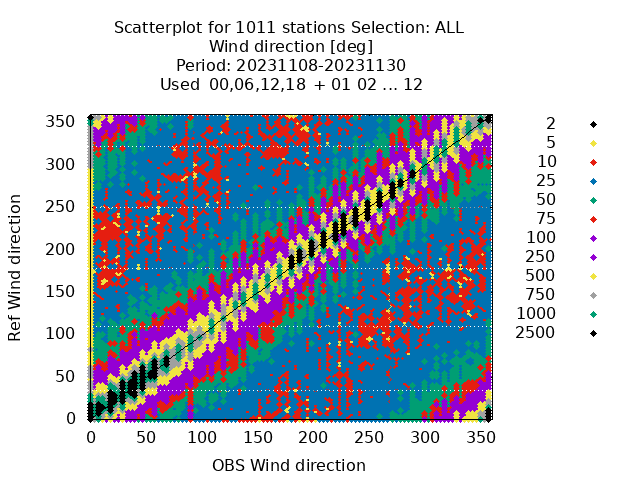 Scatterplot for 1011 stations Selection: ALL
Wind direction [deg]
Period: 20231108-20231130
Used 00,06,12,18 + 01 02 ... 12
Ref Wind direction
350
300
250
200
150
100
50
0
0 50 100 150 200 250 300 350
OBS Wind direction
2
5
10
25
50
75
100
250
500
750
1000
2500